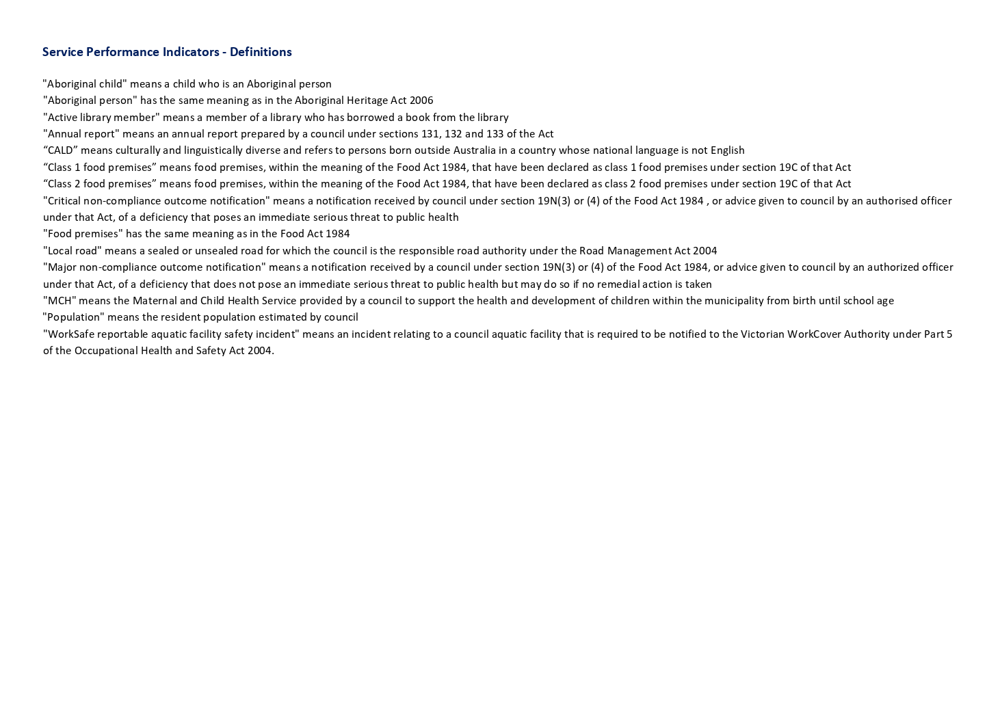 Service Performance Indicators - Definitions
"Aboriginal child" means a child who is an Aboriginal person
"Aboriginal person" has the same meaning as in the Aboriginal Heritage Act 2006
"Active library member" means a member of a library who has borrowed a book from the library
"Annual report" means an annual report prepared by a council under sections 131, 132 and 133 of the Act
“CALD” means culturally and linguistically diverse and refers to persons born outside Australia in a country whose national language is not English
“Class 1 food premises” means food premises, within the meaning of the Food Act 1984, that have been declared as class 1 food premises under section 19C of that Act
“Class 2 food premises” means food premises, within the meaning of the Food Act 1984, that have been declared as class 2 food premises under section 19C of that Act
"Critical non-compliance outcome notification" means a notification received by council under section 19N(3) or (4) of the Food Act 1984 , or advice given to council by an authorised officer
under that Act, of a deficiency that poses an immediate serious threat to public health
"Food premises" has the same meaning as in the Food Act 1984
"Local road" means a sealed or unsealed road for which the council is the responsible road authority under the Road Management Act 2004
"Major non-compliance outcome notification" means a notification received by a council under section 19N(3) or (4) of the Food Act 1984, or advice given to council by an authorized officer
under that Act, of a deficiency that does not pose an immediate serious threat to public health but may do so if no remedial action is taken
"MCH" means the Maternal and Child Health Service provided by a council to support the health and development of children within the municipality from birth until school age
"Population" means the resident population estimated by council
"WorkSafe reportable aquatic facility safety incident" means an incident relating to a council aquatic facility that is required to be notified to the Victorian WorkCover Authority under Part 5
of the Occupational Health and Safety Act 2004.